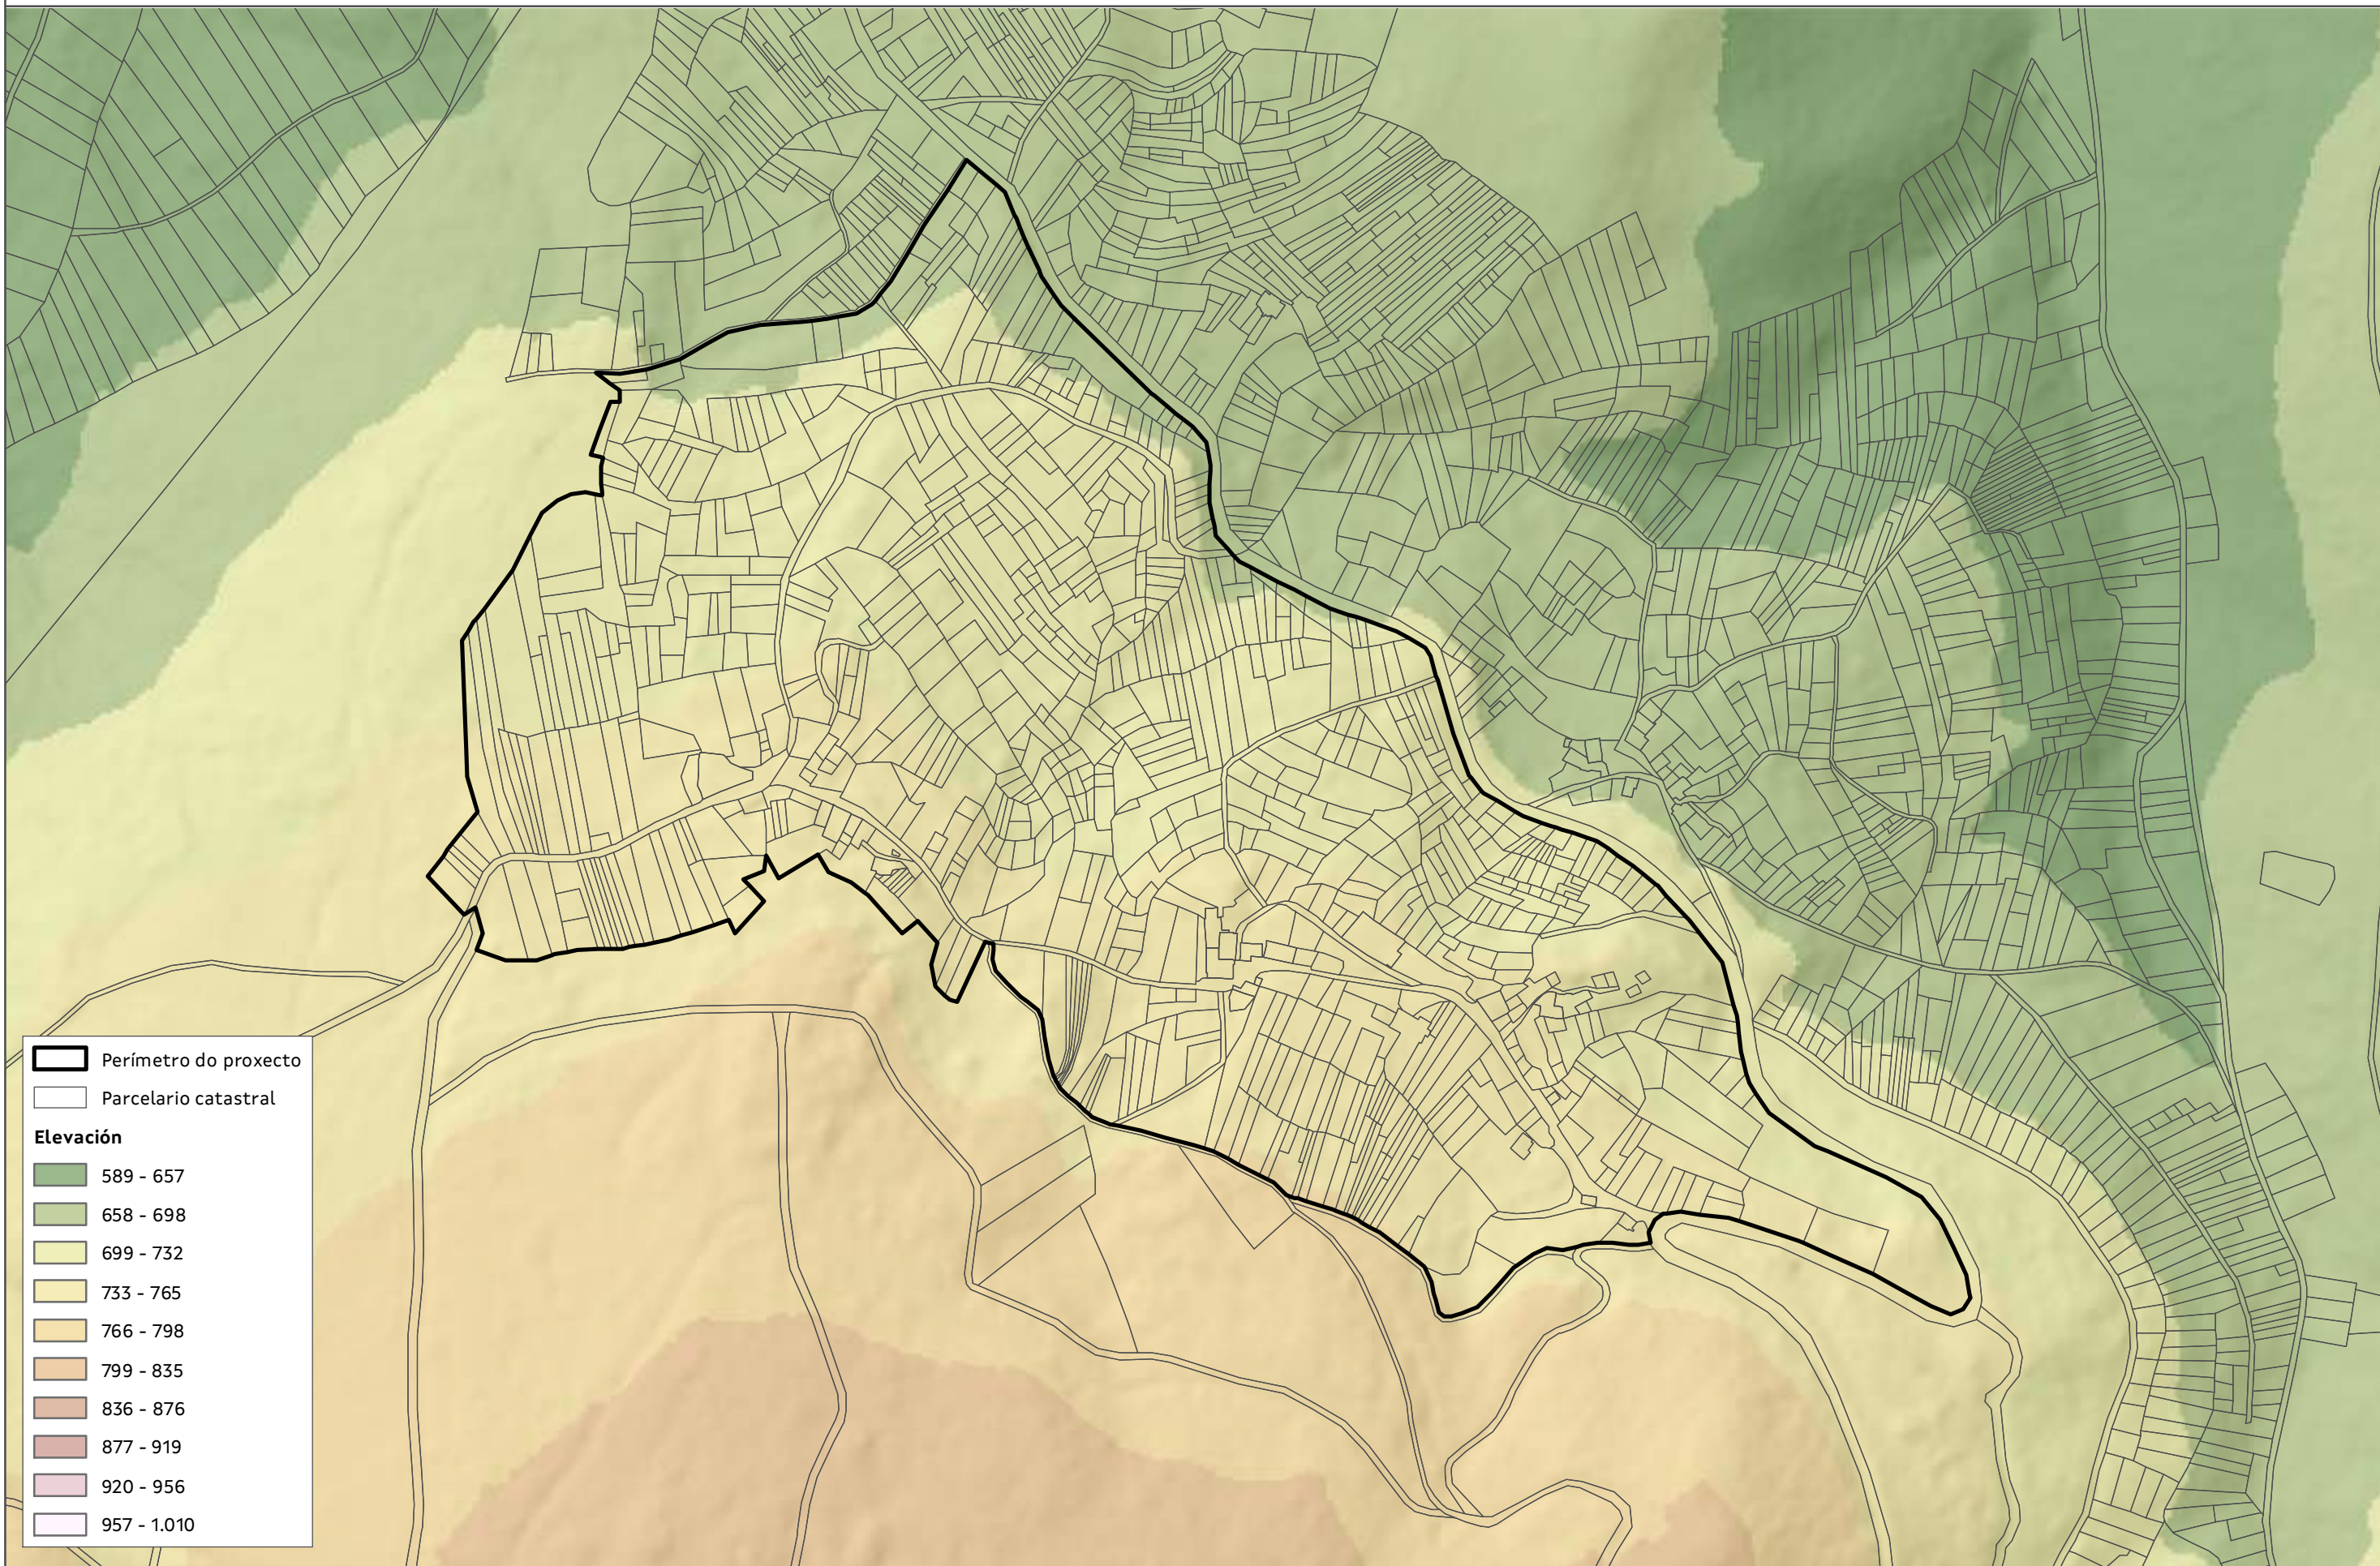 Perímetro do proxecto
Parcelario catastral
Elevación
589 - 657
658 - 698
699 - 732
733 - 765
766 - 798
799 - 835
836 - 876
877 - 919
920 - 956
957 - 1.010